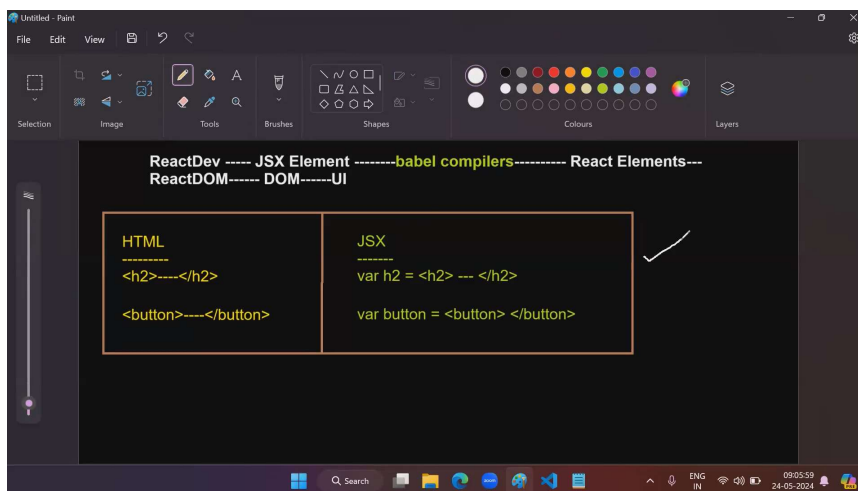 Untitled - Paint
File Edit View
Selection Image Tools Brushes Shapes Colours Layers
ReactDev ----- JSX Element --------babel compilers---------- React Elements---
ReactDOM------ DOM------UI
HTML JSX
--------- -------
<h2>----</h2> var h2 = <h2> --- </h2>
<button>----</button> var button = <button> </button>
Search
zoom
ENG
IN
09:05:59
24-05-2024